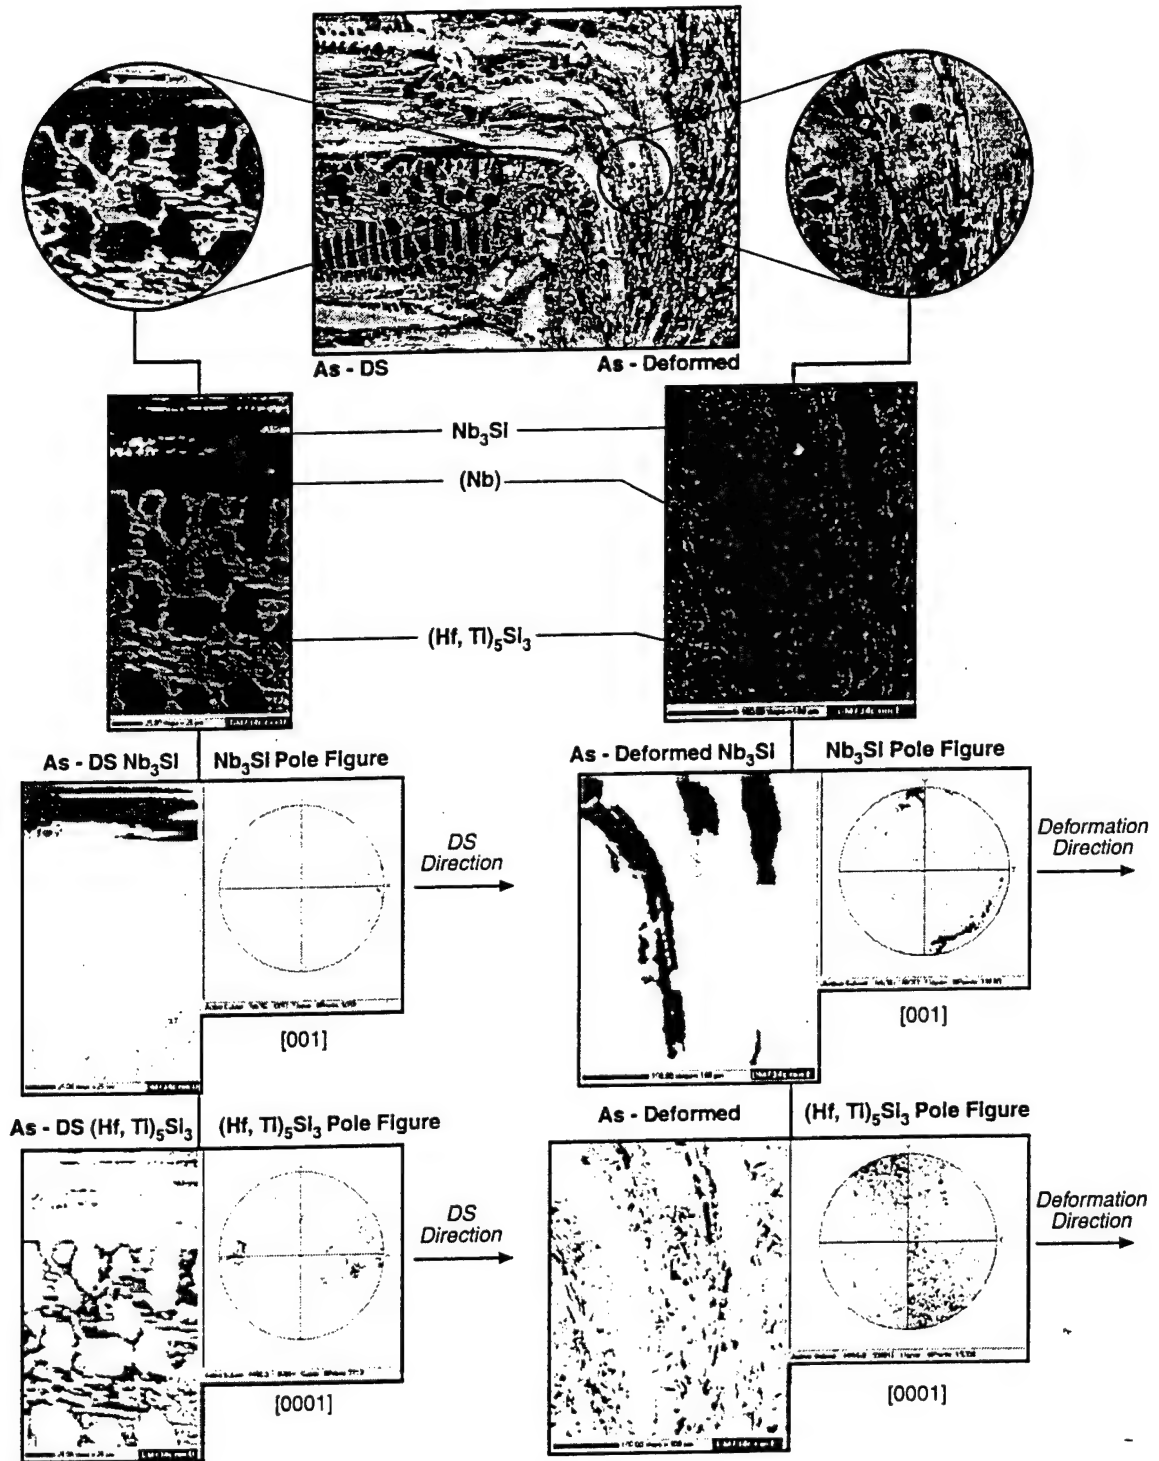 As - DS As - Deformed
Nb₃Si
(Nb)
(Hf, Ti)₅Si₃
As - DS Nb₃Si Nb₃Si Pole Figure
As - Deformed Nb₃Si Nb₃Si Pole Figure
DS
Direction
Deformation
Direction
[001]
[001]
As - DS (Hf, Ti)₅Si₃ (Hf, Ti)₅Si₃ Pole Figure
As - Deformed (Hf, Ti)₅Si₃ Pole Figure
DS
Direction
Deformation
Direction
[0001]
[0001]